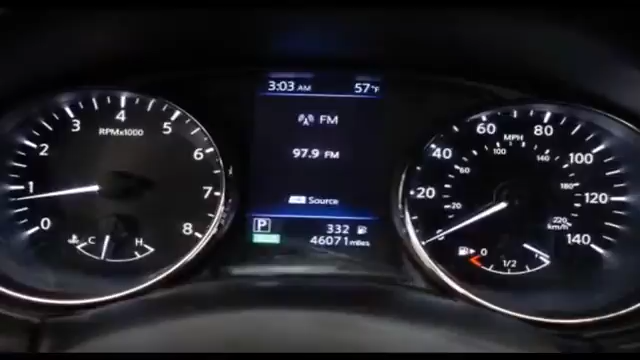 3:03 AM 57°F
FM
97.9 FM
Source
P 332
46071 miles
RPMx1000
0 1 2 3 4 5 6 7 8
C H
MPH
20 40 60 80 100 120 140
20 60 100 140 180 220
km/h
0 1/2